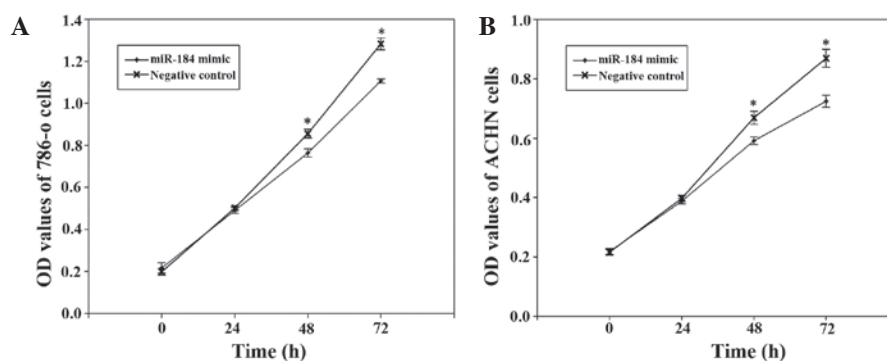 A
OD values of 786-o cells
1.4
1.2
1.0
0.8
0.6
0.4
0.2
0.0
miR-184 mimic
Negative control
*
*
0 24 48 72
Time (h)
B
OD values of ACHN cells
1.0
0.8
0.6
0.4
0.2
0.0
miR-184 mimic
Negative control
*
*
0 24 48 72
Time (h)